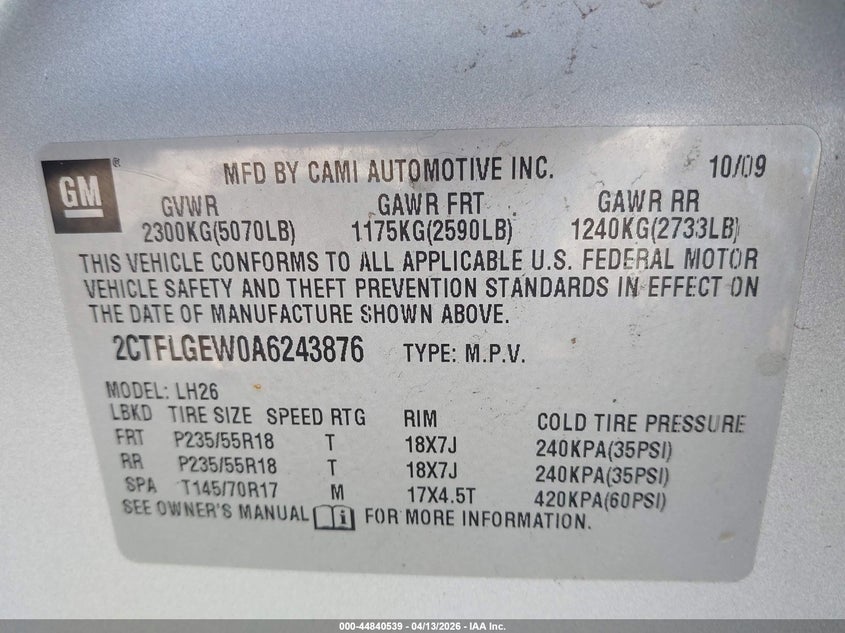 GM®
MFD BY CAMI AUTOMOTIVE INC. 10/09
GVWR GAWR FRT GAWR RR
2300KG(5070LB) 1175KG(2590LB) 1240KG(2733LB)
THIS VEHICLE CONFORMS TO ALL APPLICABLE U.S. FEDERAL MOTOR
VEHICLE SAFETY AND THEFT PREVENTION STANDARDS IN EFFECT ON
THE DATE OF MANUFACTURE SHOWN ABOVE.
2CTFLGEW0A6243876 TYPE: M.P.V.
MODEL: LH26
LBKD TIRE SIZE SPEED RTG RIM COLD TIRE PRESSURE
FRT P235/55R18 T 18X7J 240KPA(35PSI)
RR P235/55R18 T 18X7J 240KPA(35PSI)
SPA T145/70R17 M 17X4.5T 420KPA(60PSI)
SEE OWNER'S MANUAL FOR MORE INFORMATION.
000-44840539 - 04/13/2026 - IAA Inc.